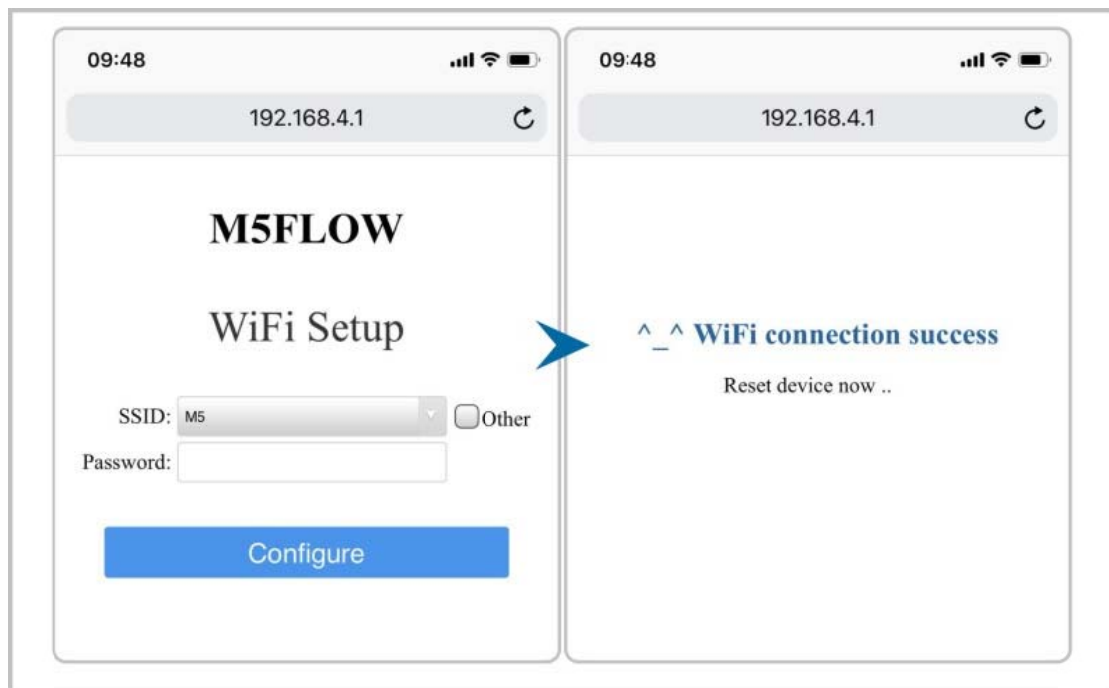 09:48
192.168.4.1
M5FLOW
WiFi Setup
SSID: M5 Other
Password:
Configure
09:48
192.168.4.1
^_^ WiFi connection success
Reset device now ..